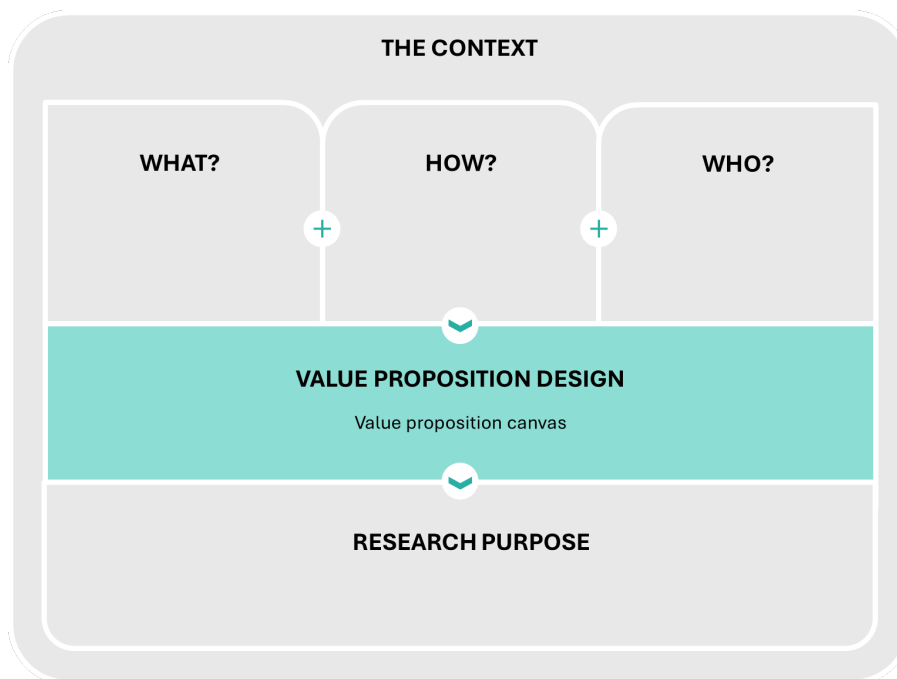 THE CONTEXT
WHAT?
HOW?
WHO?
VALUE PROPOSITION DESIGN
Value proposition canvas
RESEARCH PURPOSE